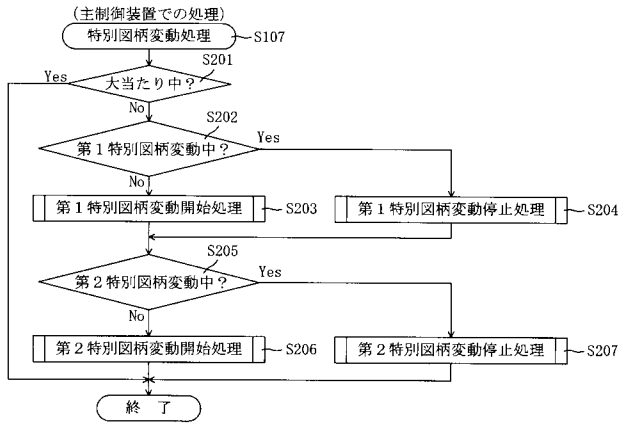 (主制御装置での処理)
特別図柄変動処理
S107
S201
Yes
大当たり中?
No
S202
第1特別図柄変動中?
Yes
No
第1特別図柄変動開始処理
S203
第1特別図柄変動停止処理
S204
S205
第2特別図柄変動中?
Yes
No
第2特別図柄変動開始処理
S206
第2特別図柄変動停止処理
S207
終 了